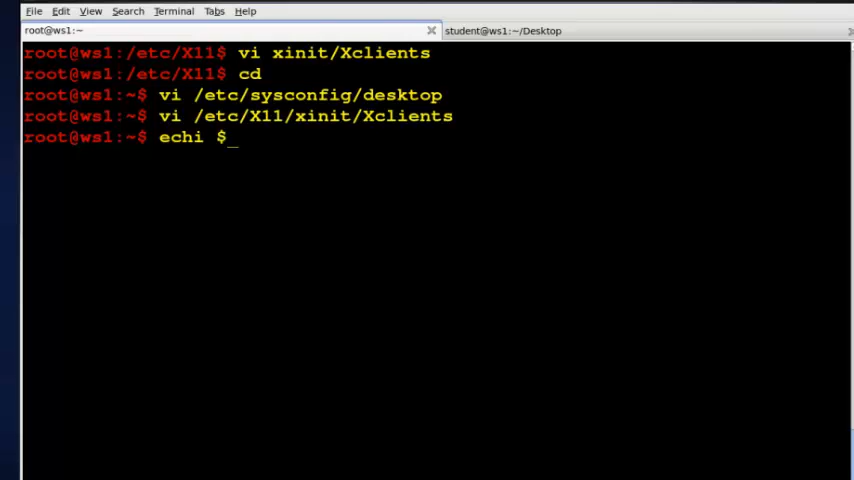 File Edit View Search Terminal Tabs Help
root@ws1:~ student@ws1:~/Desktop
root@ws1:/etc/X11$ vi xinit/Xclients
root@ws1:/etc/X11$ cd
root@ws1:~$ vi /etc/sysconfig/desktop
root@ws1:~$ vi /etc/X11/xinit/Xclients
root@ws1:~$ echi $_